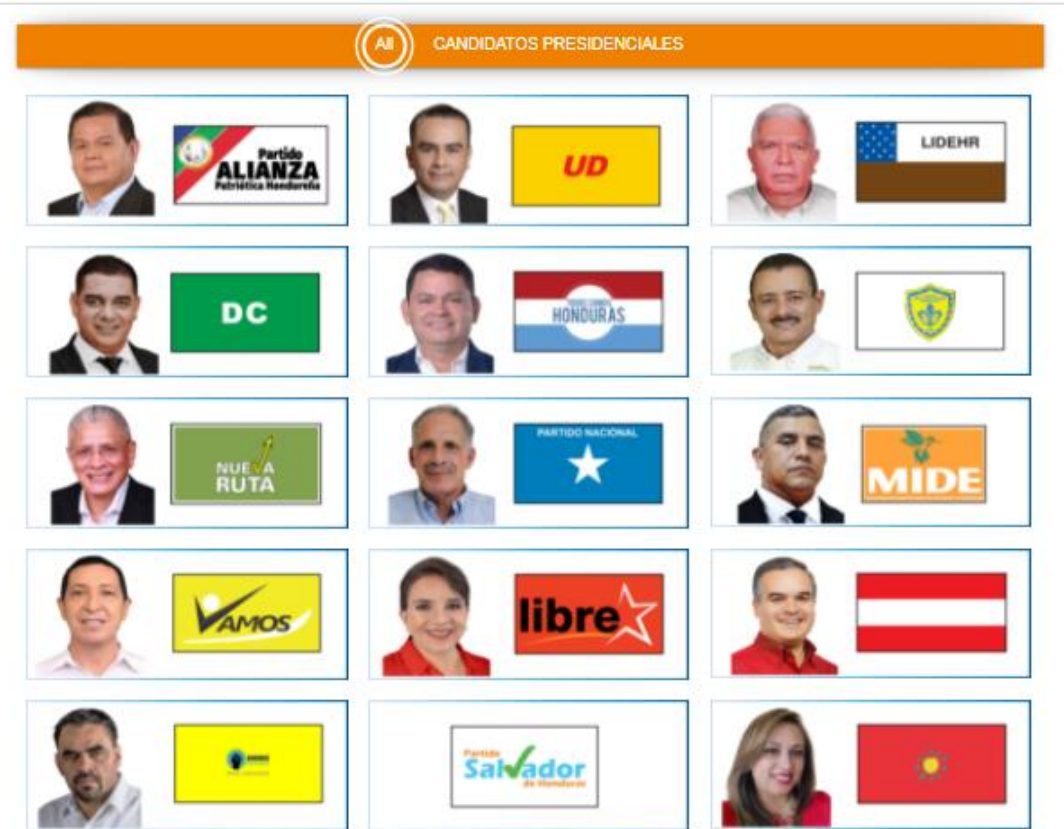 All
CANDIDATOS PRESIDENCIALES
Partido
ALIANZA
Patriótica Hondureña
UD
LIDEHR
DC
HONDURAS
NUEVA
RUTA
PARTIDO NACIONAL
MIDE
VAMOS
libre
Partido
Salvador
de Honduras